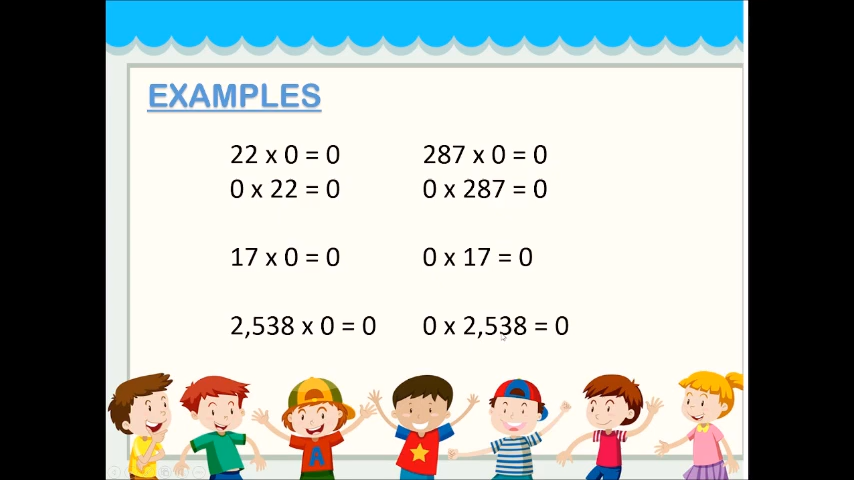 EXAMPLES
22 x 0 = 0 287 x 0 = 0
0 x 22 = 0 0 x 287 = 0
17 x 0 = 0 0 x 17 = 0
2,538 x 0 = 0 0 x 2,538 = 0
A